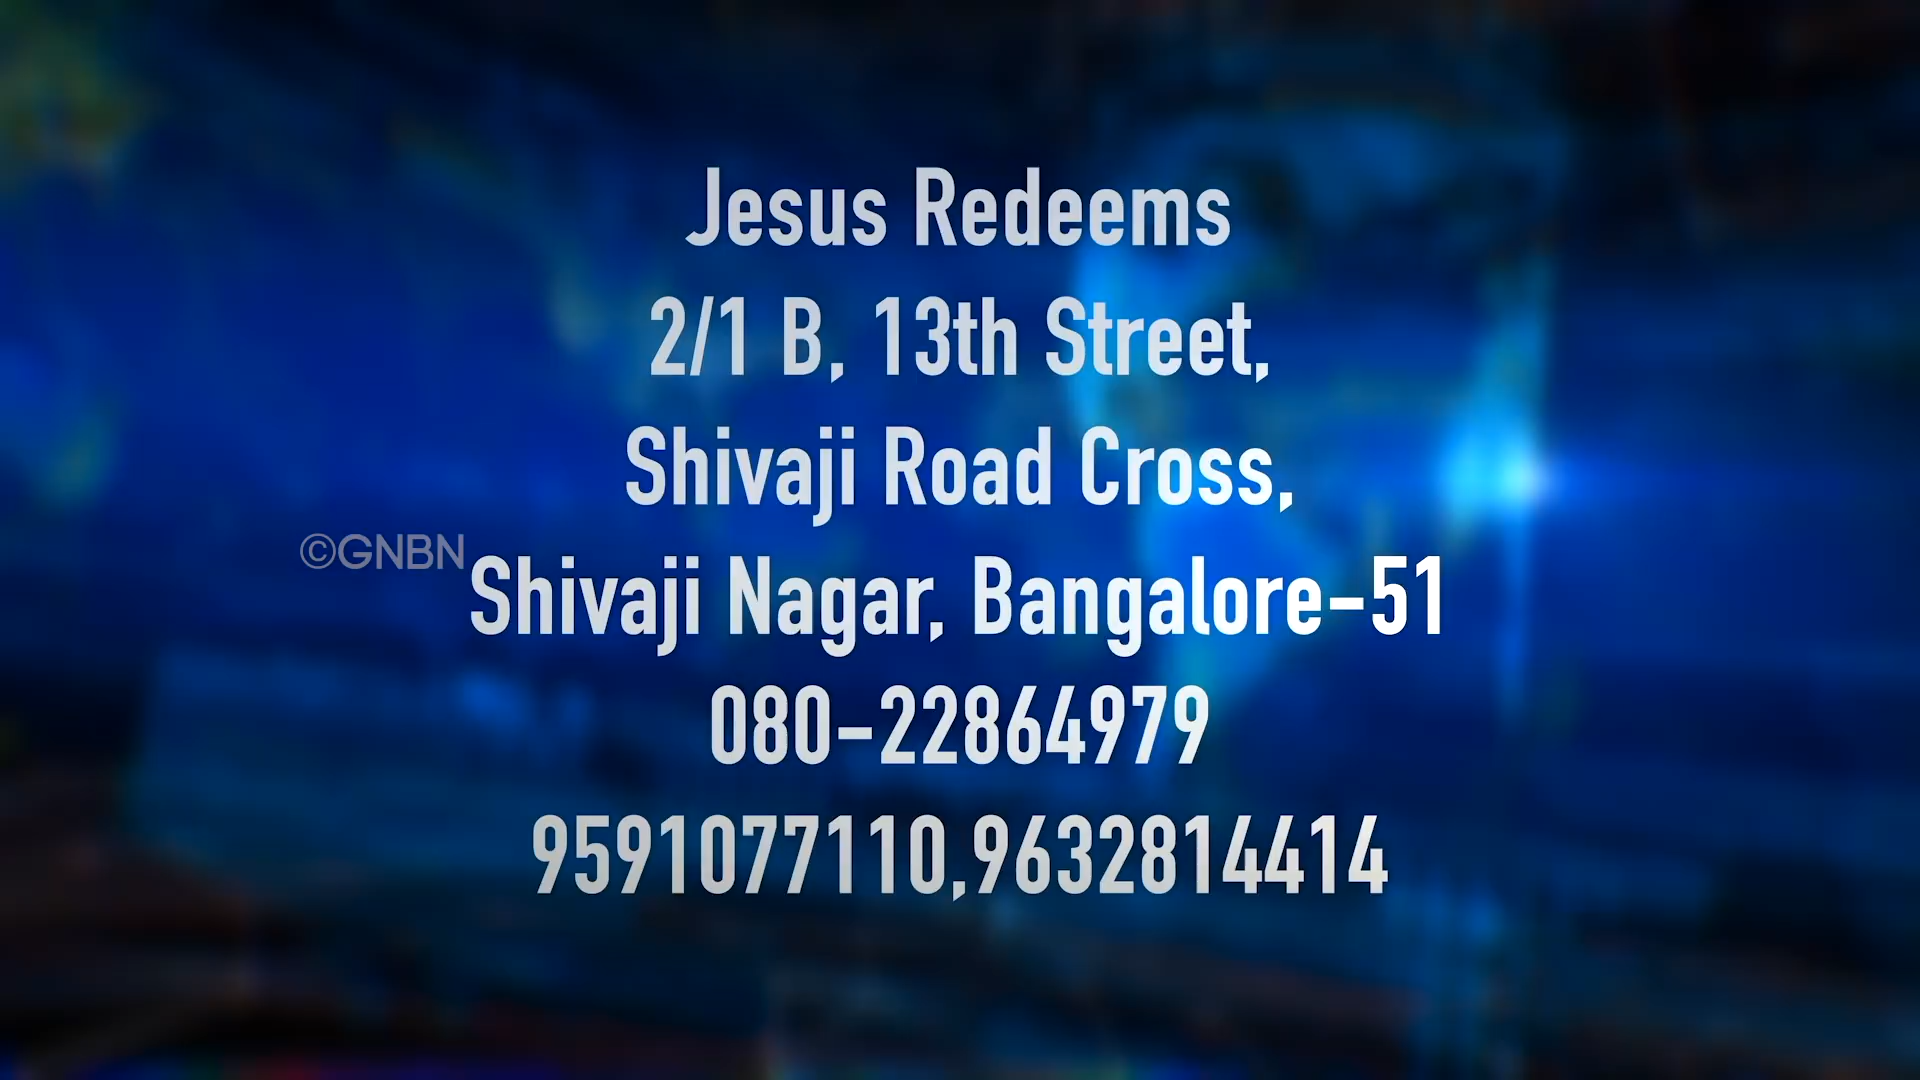 Jesus Redeems
2/1 B, 13th Street,
Shivaji Road Cross,
©GNBN
Shivaji Nagar, Bangalore-51
080-22864979
9591077110,9632814414